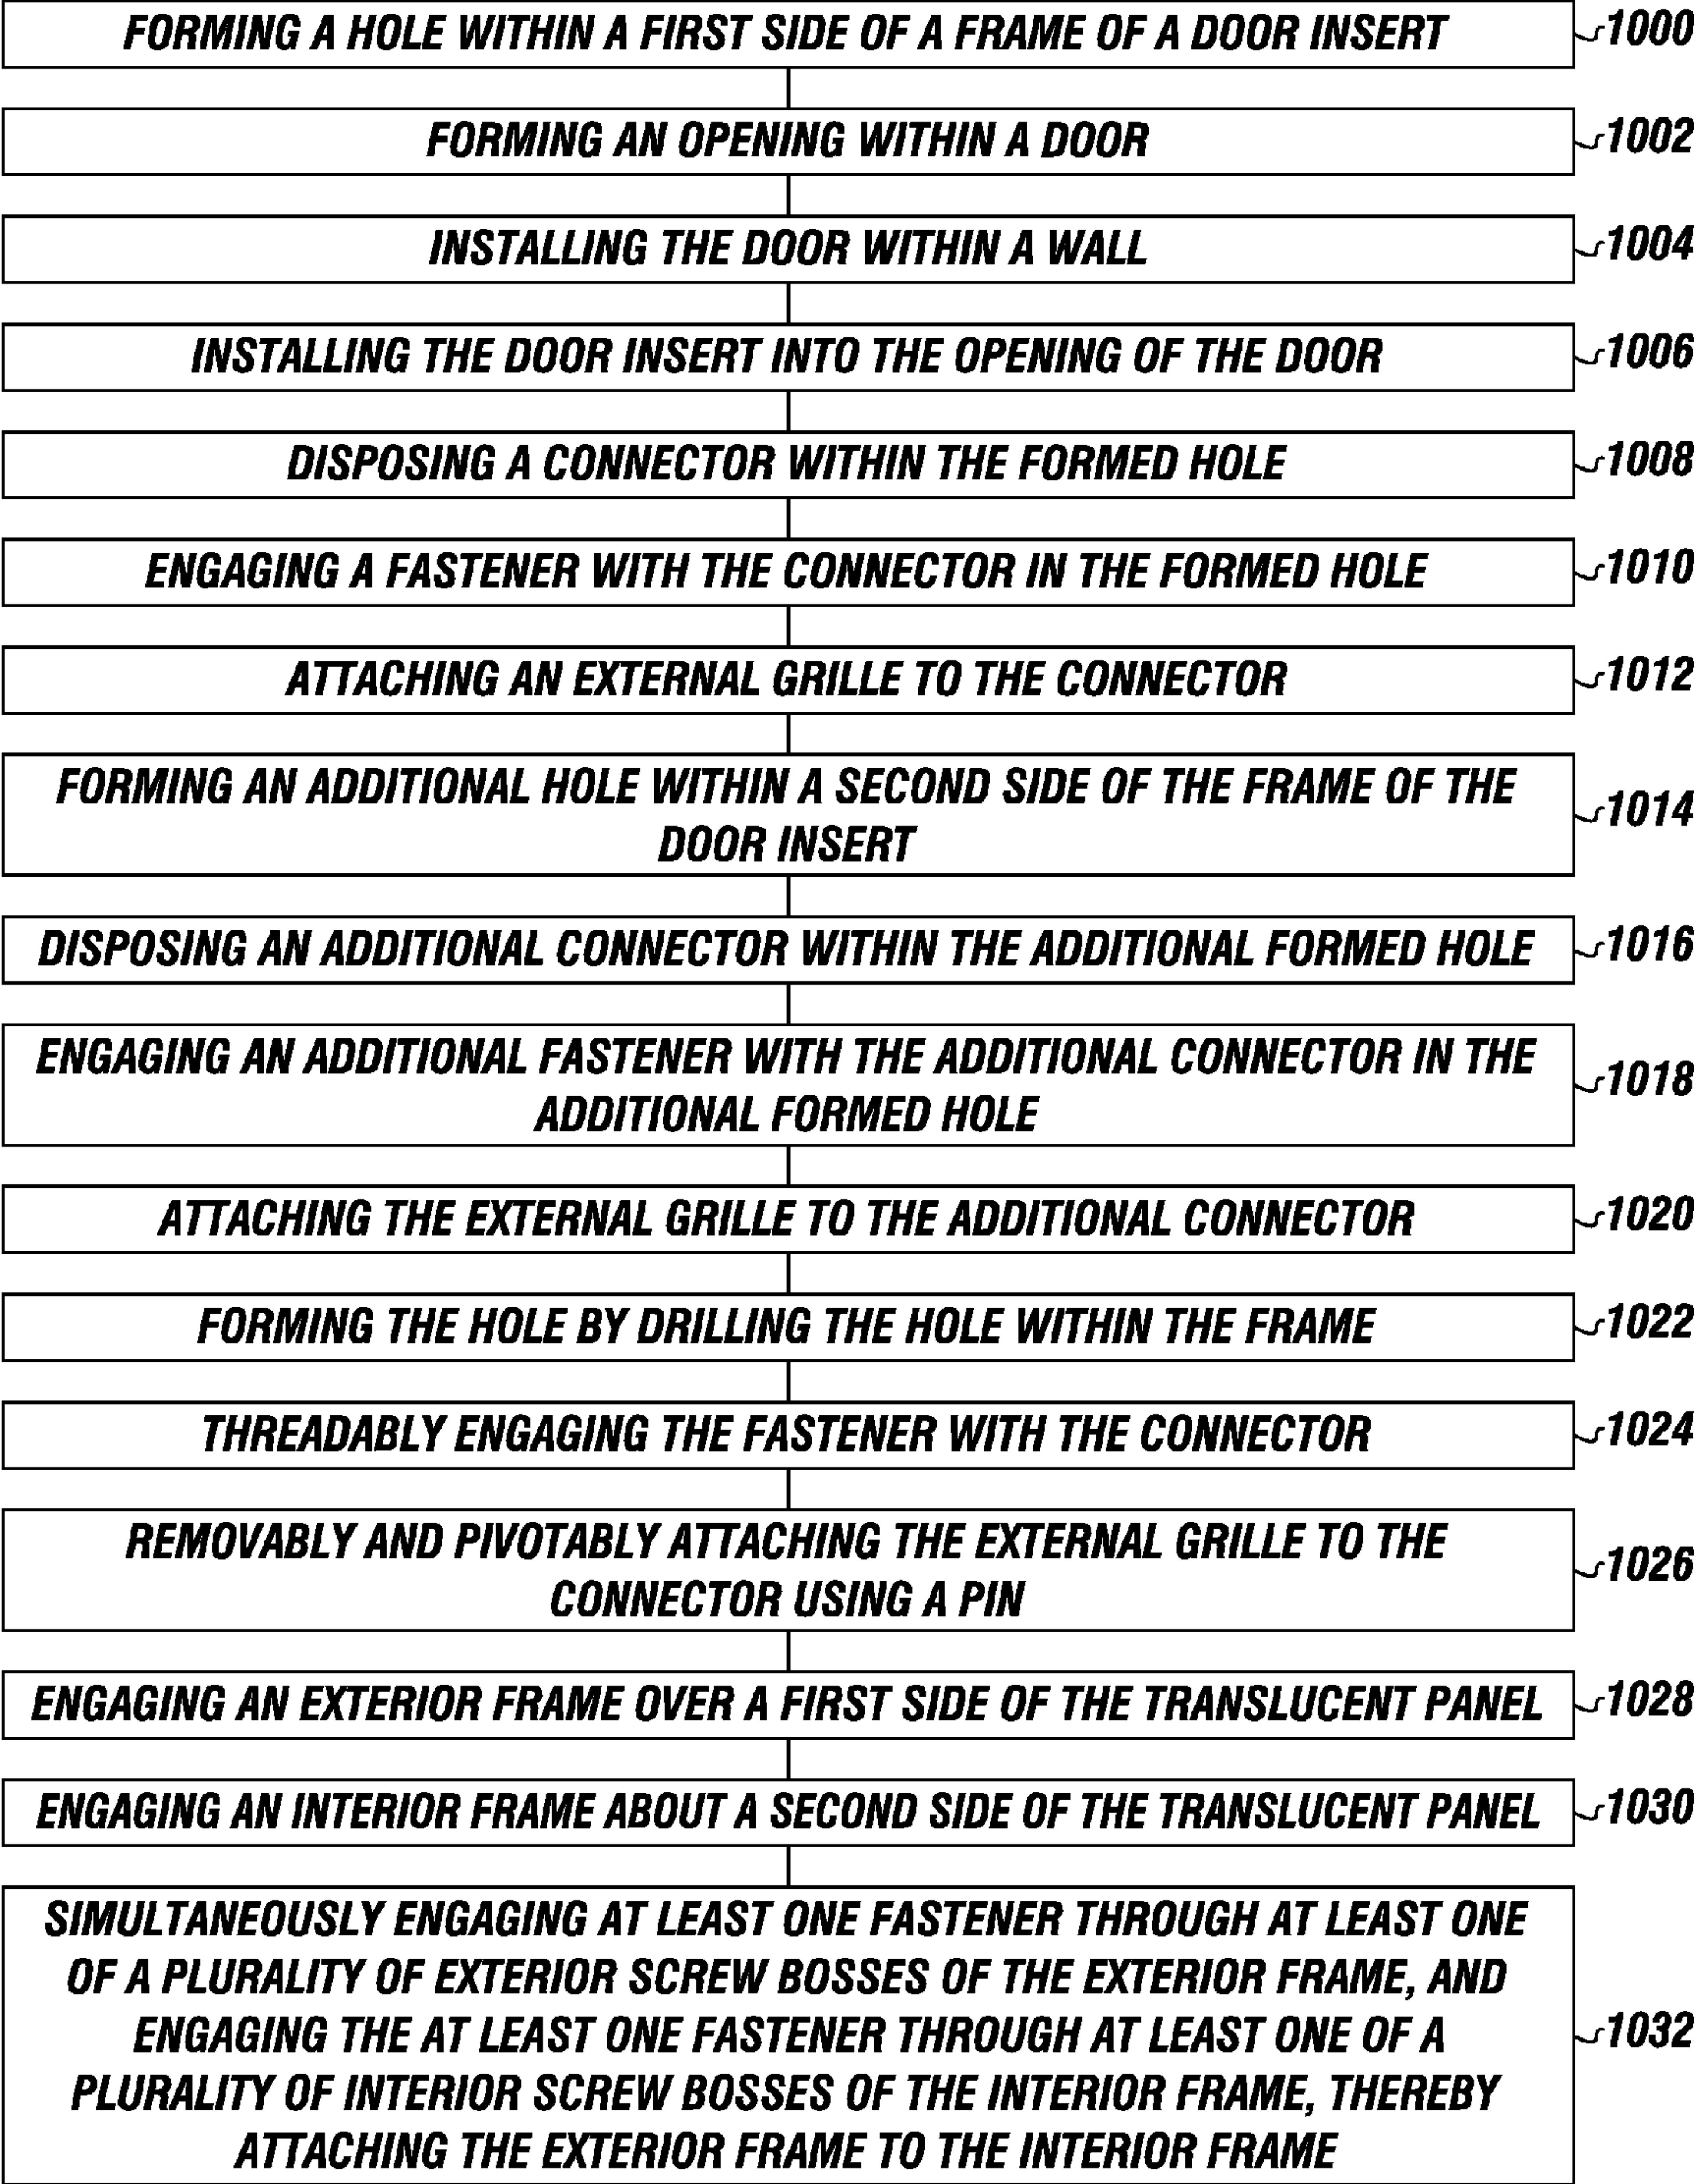 FORMING A HOLE WITHIN A FIRST SIDE OF A FRAME OF A DOOR INSERT 1000
FORMING AN OPENING WITHIN A DOOR 1002
INSTALLING THE DOOR WITHIN A WALL 1004
INSTALLING THE DOOR INSERT INTO THE OPENING OF THE DOOR 1006
DISPOSING A CONNECTOR WITHIN THE FORMED HOLE 1008
ENGAGING A FASTENER WITH THE CONNECTOR IN THE FORMED HOLE 1010
ATTACHING AN EXTERNAL GRILLE TO THE CONNECTOR 1012
FORMING AN ADDITIONAL HOLE WITHIN A SECOND SIDE OF THE FRAME OF THE
DOOR INSERT 1014
DISPOSING AN ADDITIONAL CONNECTOR WITHIN THE ADDITIONAL FORMED HOLE 1016
ENGAGING AN ADDITIONAL FASTENER WITH THE ADDITIONAL CONNECTOR IN THE
ADDITIONAL FORMED HOLE 1018
ATTACHING THE EXTERNAL GRILLE TO THE ADDITIONAL CONNECTOR 1020
FORMING THE HOLE BY DRILLING THE HOLE WITHIN THE FRAME 1022
THREADABLY ENGAGING THE FASTENER WITH THE CONNECTOR 1024
REMOVABLY AND PIVOTABLY ATTACHING THE EXTERNAL GRILLE TO THE
CONNECTOR USING A PIN 1026
ENGAGING AN EXTERIOR FRAME OVER A FIRST SIDE OF THE TRANSLUCENT PANEL 1028
ENGAGING AN INTERIOR FRAME ABOUT A SECOND SIDE OF THE TRANSLUCENT PANEL 1030
SIMULTANEOUSLY ENGAGING AT LEAST ONE FASTENER THROUGH AT LEAST ONE
OF A PLURALITY OF EXTERIOR SCREW BOSSES OF THE EXTERIOR FRAME, AND
ENGAGING THE AT LEAST ONE FASTENER THROUGH AT LEAST ONE OF A
PLURALITY OF INTERIOR SCREW BOSSES OF THE INTERIOR FRAME, THEREBY
ATTACHING THE EXTERIOR FRAME TO THE INTERIOR FRAME 1032